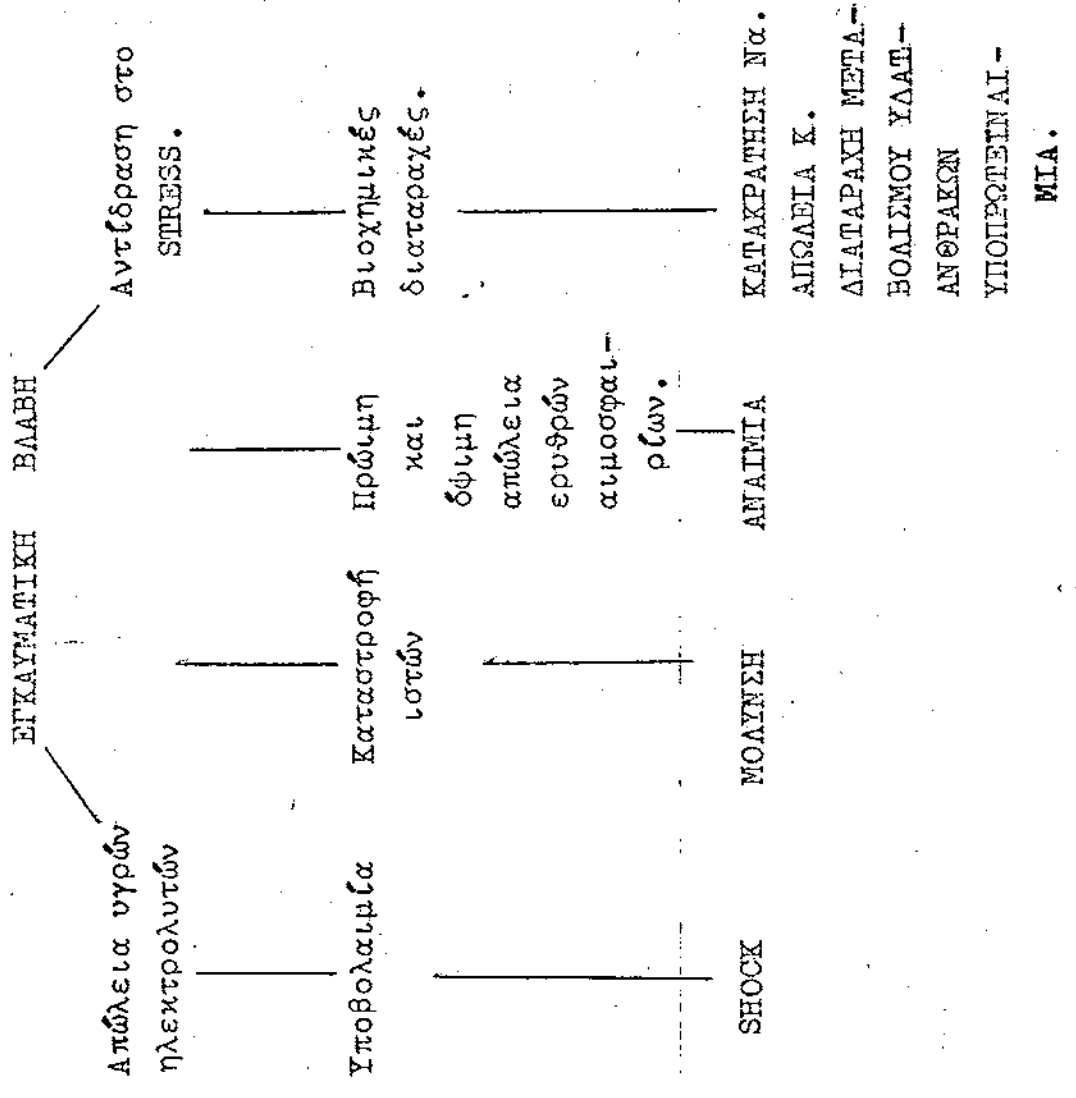 ΕΓΚΑΥΜΑΤΙΚΗ ΒΛΑΒΗ
Απώλεια υγρών
ηλεκτρολυτών
Αντίδραση στο
STRESS.
Υποβολαιμία
Καταστροφή
ιστών
Πρώιμη
και
όψιμη
απώλεια
ερυθρών
αιμοσφαι-
ρίων.
Βιοχημικές
διαταραχές.
SHOCK
ΜΟΛΥΝΣΗ
ΑΝΑΙΜΙΑ
ΚΑΤΑΚΡΑΤΗΣΗ Να.
ΑΠΩΛΕΙΑ Κ.
ΔΙΑΤΑΡΑΧΗ ΜΕΤΑ-
ΒΟΛΙΣΜΟΥ ΥΔΑΤ-
ΑΝΘΡΑΚΩΝ
ΥΠΟΠΡΩΤΕΙΝΑΙ-
ΜΙΑ.